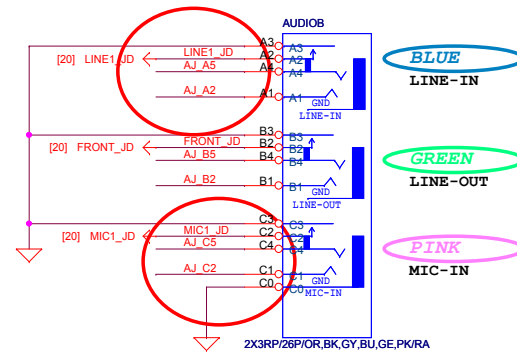 AUDIOB
A3 A3
[20] LINE1_JD LINE1_JD A2 A2
AJ_A5 A4 A4
AJ_A2 A1 A1
GND
LINE-IN
BLUE
LINE-IN
B3 B3
[20] FRONT_JD FRONT_JD B2 B2
AJ_B5 B4 B4
AJ_B2 B1 B1
GND
LINE-OUT
GREEN
LINE-OUT
C3 C3
[20] MIC1_JD MIC1_JD C2 C2
AJ_C5 C4 C4
AJ_C2 C1 C1
GND
C0 C0
MIC-IN
PINK
MIC-IN
2X3RP/26P/OR,BK,GY,BU,GE,PK/RA